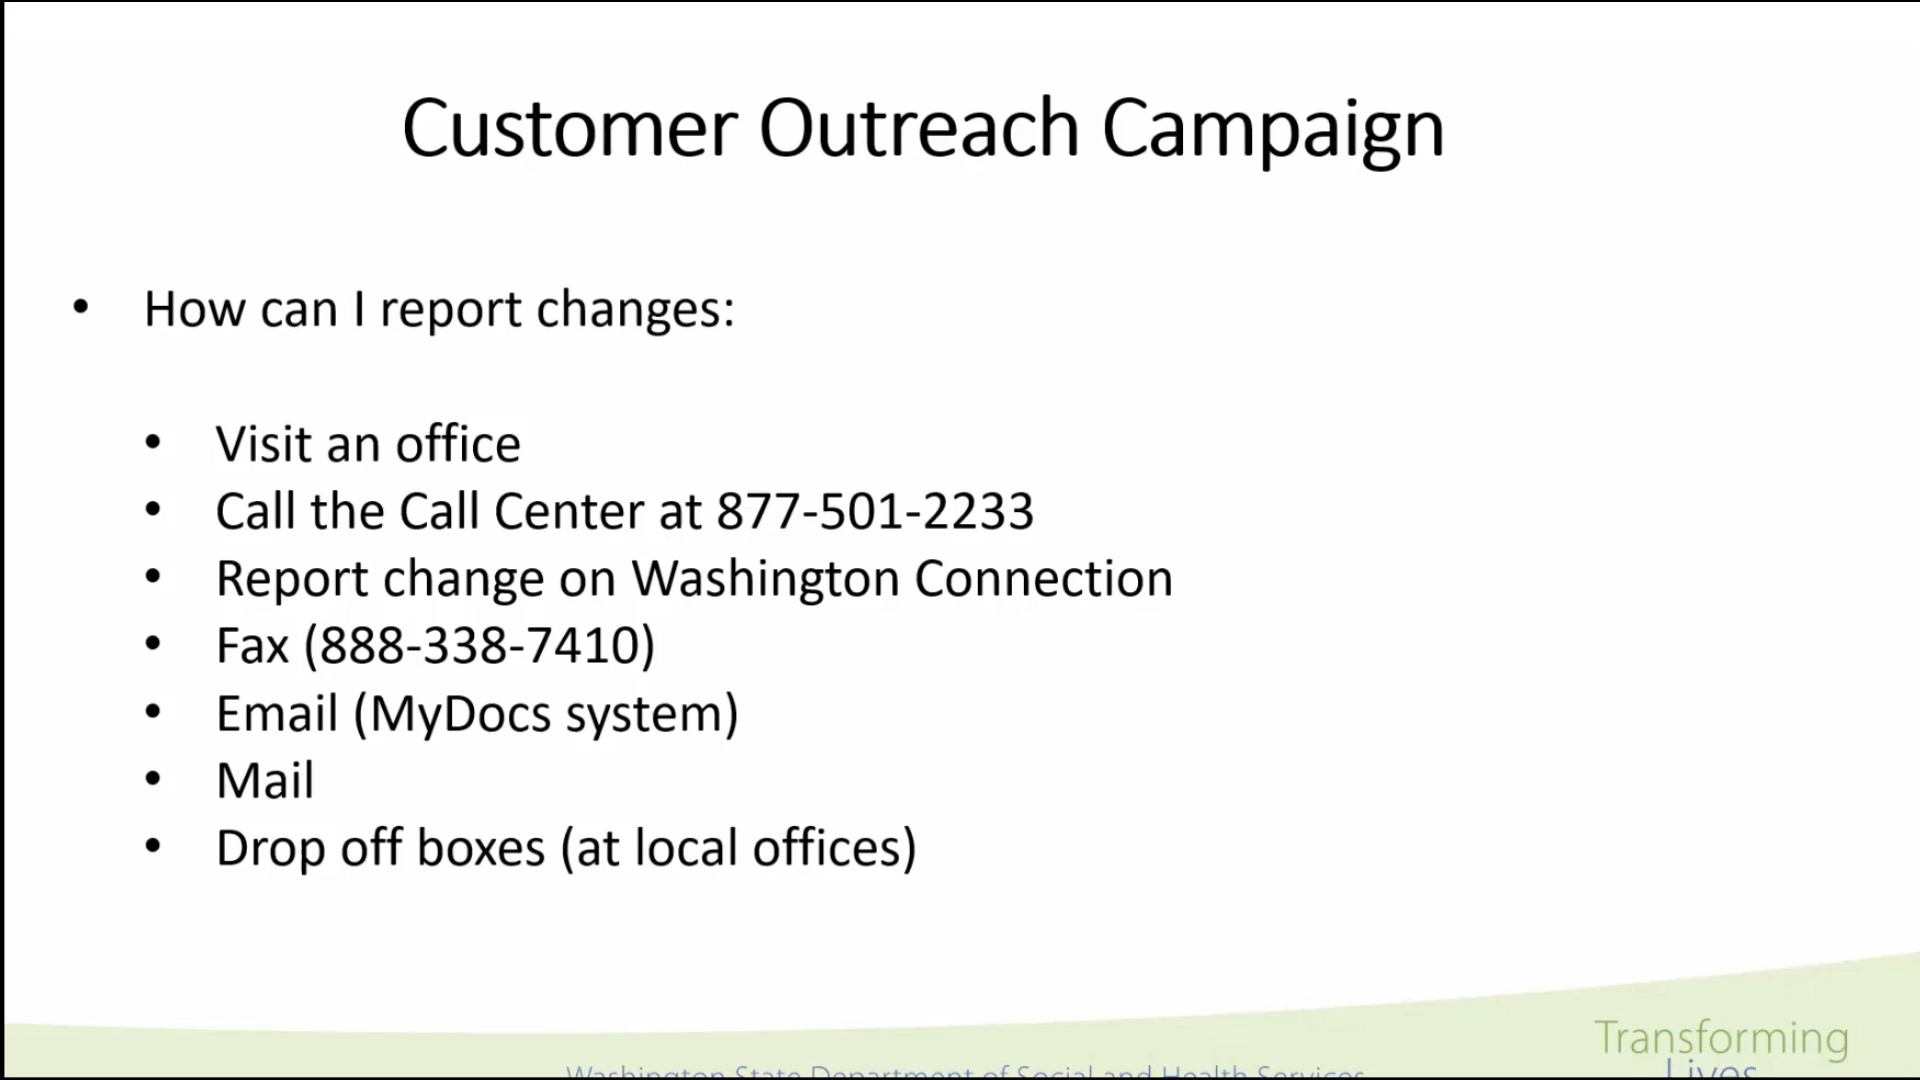 Customer Outreach Campaign
• How can I report changes:
• Visit an office
• Call the Call Center at 877-501-2233
• Report change on Washington Connection
• Fax (888-338-7410)
• Email (MyDocs system)
• Mail
• Drop off boxes (at local offices)
Transforming
Lives
Washington State Department of Social and Health Services